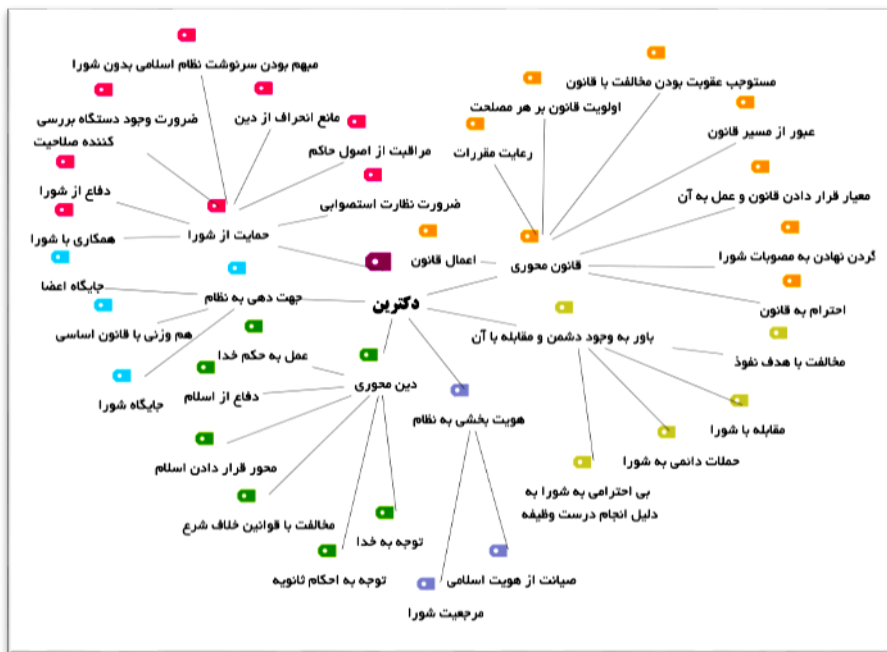 مبهم بودن سرنوشت نظام اسلامی بدون شورا
مستوجب عقوبت بودن مخالفت با قانون
ضرورت وجود دستگاه بررسی
کننده صلاحیت
مانع انحراف از دین
اولویت قانون بر هر مصلحت
عبور از مسیر قانون
مراقبت از اصول حاکم
رعایت مقررات
دفاع از شورا
ضرورت نظارت استصوابی
معیار قرار دادن قانون و عمل به آن
همکاری با شورا
حمایت از شورا
اعمال قانون
قانون محوری
گردن نهادن به مصوبات شورا
جایگاه اعضا
جهت دهی به نظام
دکترین
احترام به قانون
هم وزنی با قانون اساسی
باور به وجود دشمن و مقابله با آن
عمل به حکم خدا
مخالفت با هدف نفوذ
دین محوری
دفاع از اسلام
جایگاه شورا
هویت بخشی به نظام
مقابله با شورا
محور قرار دادن اسلام
حملات دائمی به شورا
بی احترامی به شورا به
دلیل انجام درست وظیفه
مخالفت با قوانین خلاف شرع
توجه به خدا
توجه به احکام ثانویه
صیانت از هویت اسلامی
مرجعیت شورا